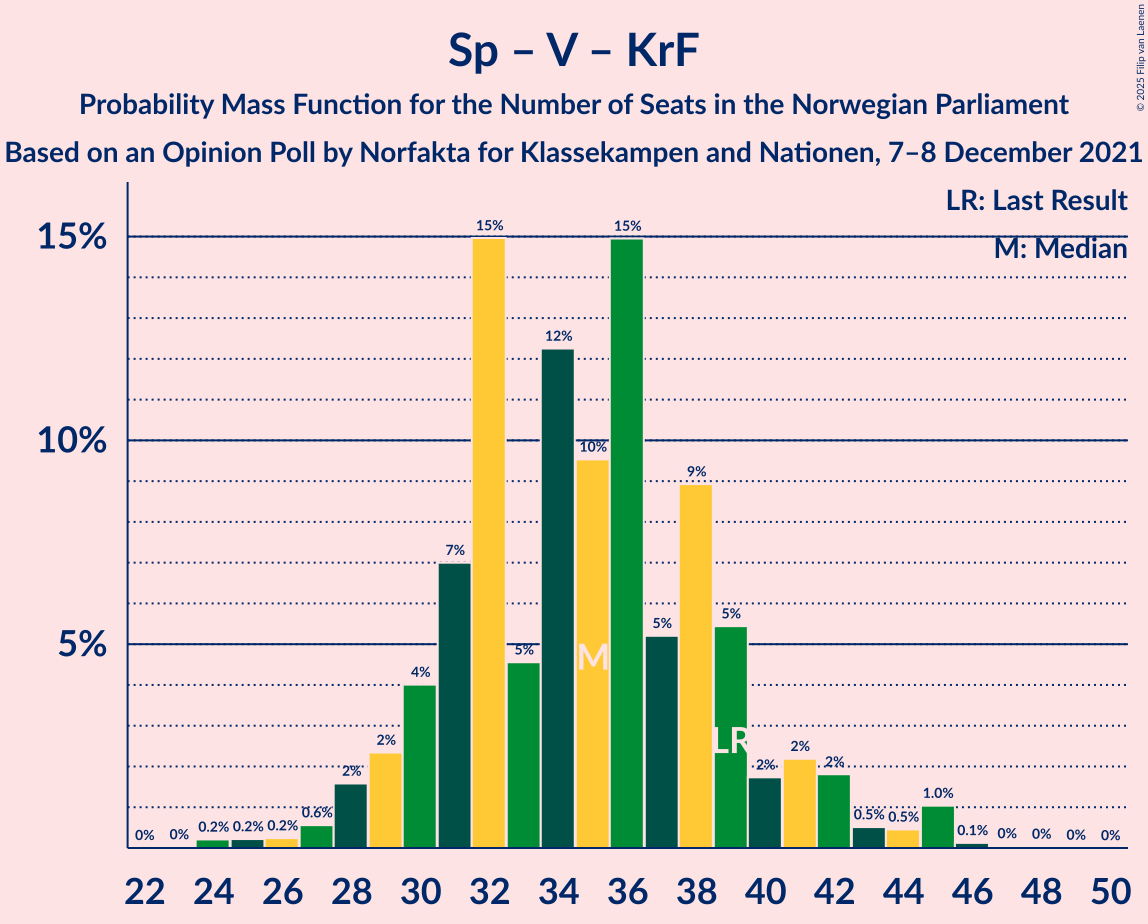 Sp – V – KrF
Probability Mass Function for the Number of Seats in the Norwegian Parliament
Based on an Opinion Poll by Norfakta for Klassekampen and Nationen, 7–8 December 2021
© 2025 Filip van Laenen
LR: Last Result
M: Median
15%
10%
5%
0% 0% 0.2% 0.2% 0.2% 0.6% 2% 2% 4% 7% 15% 5% 12% 10% 15% 5% 9% 5% 2% 2% 2% 0.5% 0.5% 1.0% 0.1% 0% 0% 0% 0%
M
LR
22 24 26 28 30 32 34 36 38 40 42 44 46 48 50